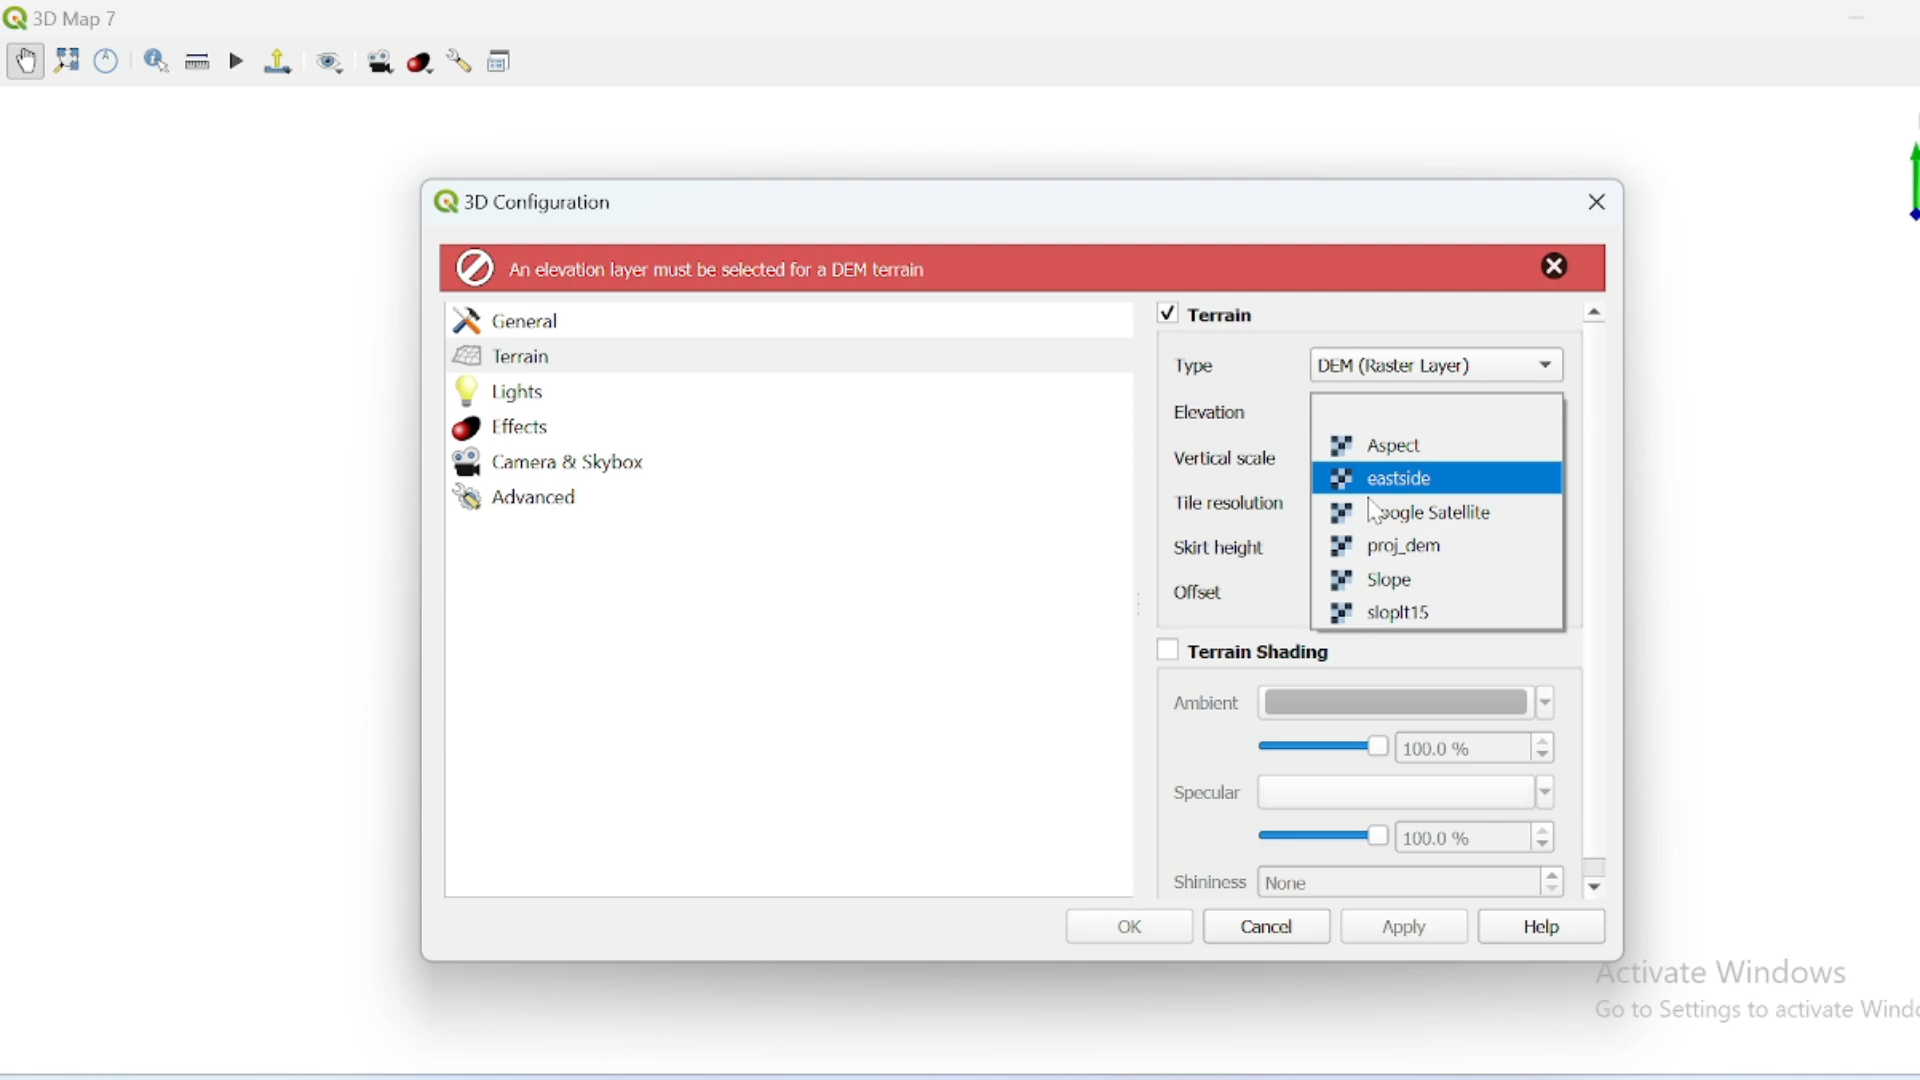 3D Map 7
3D Configuration
An elevation layer must be selected for a DEM terrain
General
Terrain
Lights
Effects
Camera & Skybox
Advanced
Terrain
Type DEM (Raster Layer)
Elevation
Vertical scale
Tile resolution
Skirt height
Offset
Aspect
eastside
oogle Satellite
proj_dem
Slope
sloplt15
Terrain Shading
Ambient
100.0 %
Specular
100.0 %
Shininess None
OK Cancel Apply Help
Activate Windows
Go to Settings to activate Windo